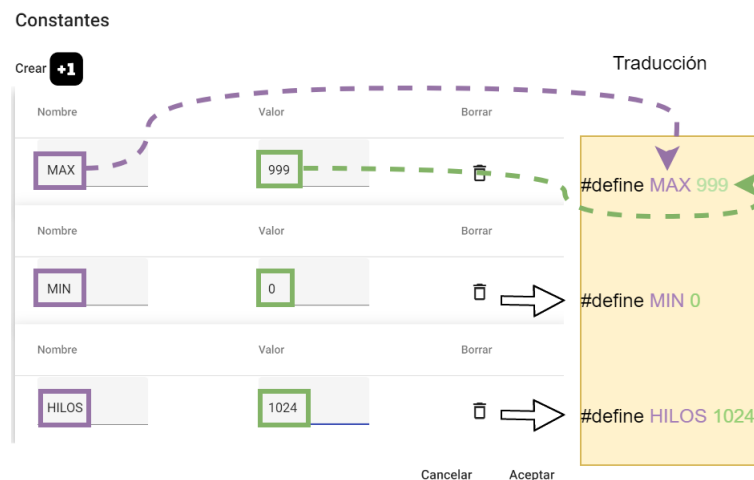 Constantes
Crear +1
Traducción
Nombre Valor Borrar
MAX 999
#define MAX 999
Nombre Valor Borrar
MIN 0
#define MIN 0
Nombre Valor Borrar
HILOS 1024
#define HILOS 1024
Cancelar Aceptar